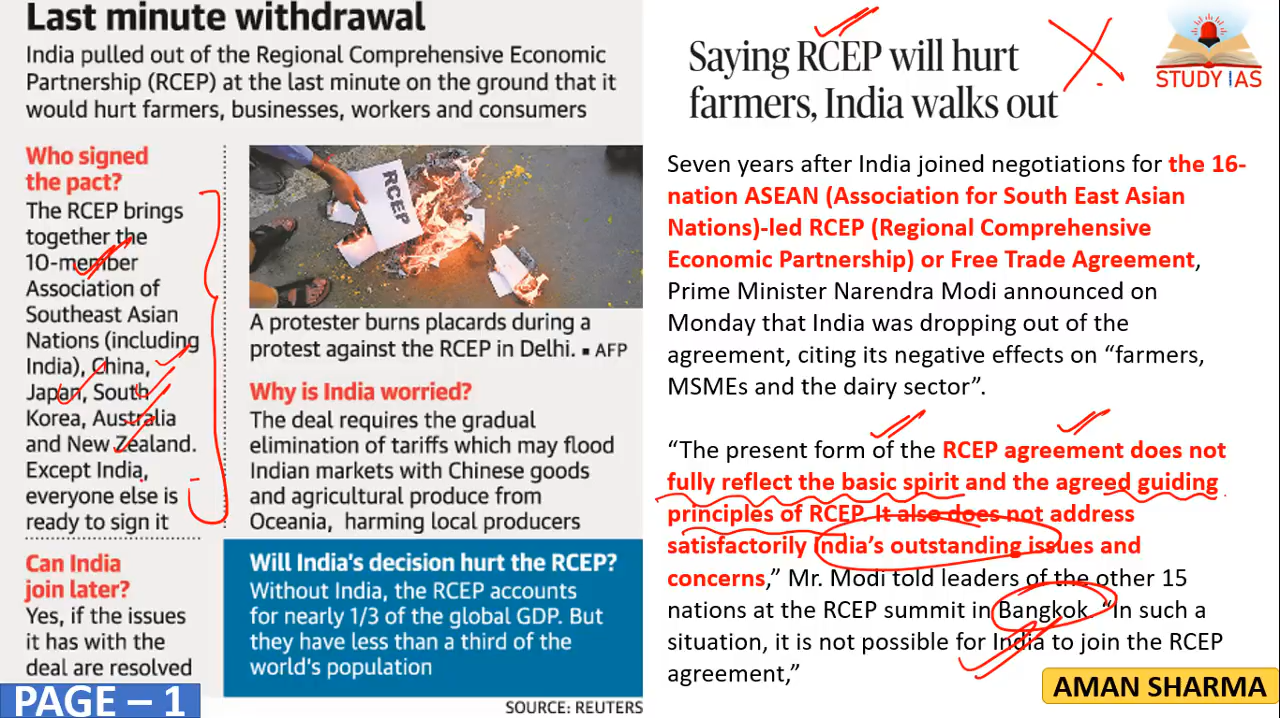 Last minute withdrawal
India pulled out of the Regional Comprehensive Economic
Partnership (RCEP) at the last minute on the ground that it
would hurt farmers, businesses, workers and consumers
Who signed
the pact?
The RCEP brings
together the
10-member
Association of
Southeast Asian
Nations (including
India), China,
Japan, South
Korea, Australia
and New Zealand.
Except India,
everyone else is
ready to sign it
Can India
join later?
Yes, if the issues
it has with the
deal are resolved
RCEP
A protester burns placards during a
protest against the RCEP in Delhi. ▪ AFP
Why is India worried?
The deal requires the gradual
elimination of tariffs which may flood
Indian markets with Chinese goods
and agricultural produce from
Oceania, harming local producers
Will India's decision hurt the RCEP?
Without India, the RCEP accounts
for nearly 1/3 of the global GDP. But
they have less than a third of the
world's population
SOURCE: REUTERS
PAGE – 1
Saying RCEP will hurt
farmers, India walks out
STUDY IAS
Seven years after India joined negotiations for the 16-
nation ASEAN (Association for South East Asian
Nations)-led RCEP (Regional Comprehensive
Economic Partnership) or Free Trade Agreement,
Prime Minister Narendra Modi announced on
Monday that India was dropping out of the
agreement, citing its negative effects on “farmers,
MSMEs and the dairy sector”.
“The present form of the RCEP agreement does not
fully reflect the basic spirit and the agreed guiding
principles of RCEP. It also does not address
satisfactorily India’s outstanding issues and
concerns,” Mr. Modi told leaders of the other 15
nations at the RCEP summit in Bangkok. “In such a
situation, it is not possible for India to join the RCEP
agreement,”
AMAN SHARMA